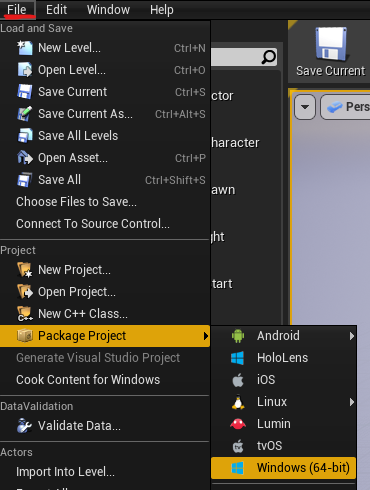 File Edit Window Help
Load and Save
New Level... Ctrl+N
Open Level... Ctrl+O
Save Current Ctrl+S
Save Current As... Ctrl+Alt+S
Save All Levels
Open Asset... Ctrl+P
Save All Ctrl+Shift+S
Choose Files to Save...
Connect To Source Control...
Project
New Project...
Open Project...
New C++ Class...
Package Project
Generate Visual Studio Project
Cook Content for Windows
DataValidation
Validate Data...
Actors
Import Into Level...
Save Current
Pers
ctor
haracter
awn
ght
tart
Android
HoloLens
iOS
Linux
Lumin
tvOS
Windows (64-bit)